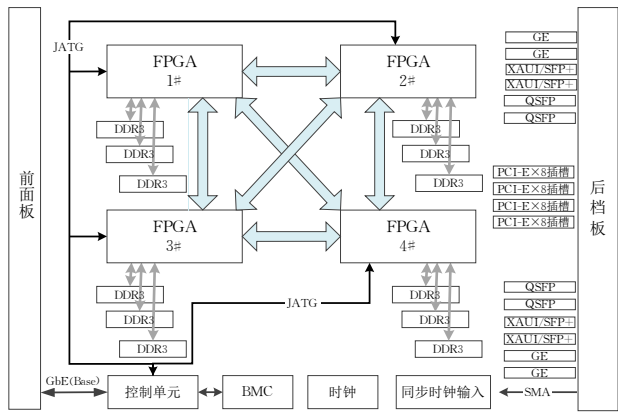 JATG
FPGA
1#
FPGA
2#
DDR3
DDR3
DDR3
DDR3
DDR3
DDR3
前面板
FPGA
3#
FPGA
4#
DDR3
DDR3
DDR3
DDR3
DDR3
DDR3
JATG
GbE(Base)
控制单元
BMC
时钟
同步时钟输入
SMA
GE
GE
XAUI/SFP+
XAUI/SFP+
QSFP
QSFP
PCI-E×8插槽
PCI-E×8插槽
PCI-E×8插槽
PCI-E×8插槽
QSFP
QSFP
XAUI/SFP+
XAUI/SFP+
GE
GE
后档板